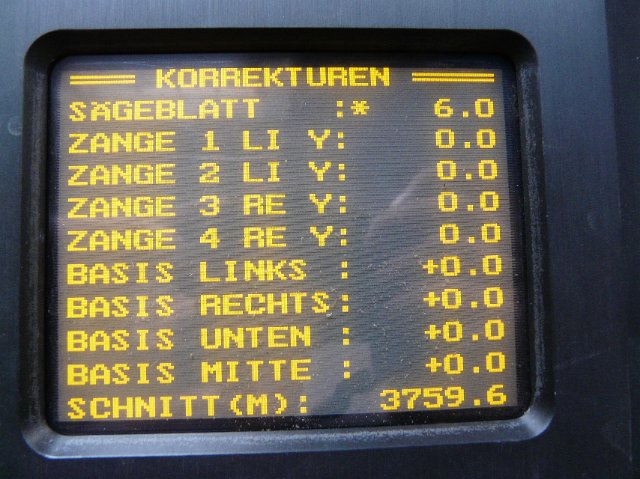 ══════ KORREKTUREN ══════
SÄGEBLATT :* 6.0
ZANGE 1 LI Y: 0.0
ZANGE 2 LI Y: 0.0
ZANGE 3 RE Y: 0.0
ZANGE 4 RE Y: 0.0
BASIS LINKS : +0.0
BASIS RECHTS: +0.0
BASIS UNTEN : +0.0
BASIS MITTE : +0.0
SCHNITT(M): 3759.6